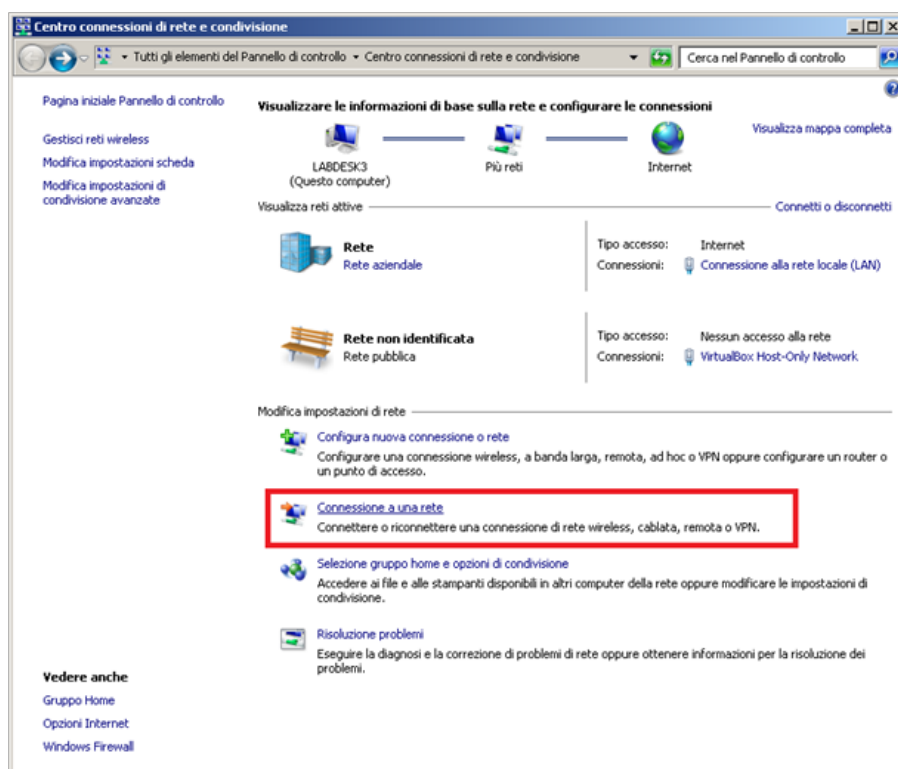 Centro connessioni di rete e condivisione
Tutti gli elementi del Pannello di controllo
Centro connessioni di rete e condivisione
Cerca nel Pannello di controllo
Pagina iniziale Pannello di controllo
Gestisci reti wireless
Modifica impostazioni scheda
Modifica impostazioni di
condivisione avanzate
Visualizzare le informazioni di base sulla rete e configurare le connessioni
Visualizza mappa completa
LABDESK3
(Questo computer)
Più reti
Internet
Visualizza reti attive
Connetti o disconnetti
Rete
Rete aziendale
Tipo accesso: Internet
Connessioni: Connessione alla rete locale (LAN)
Rete non identificata
Rete pubblica
Tipo accesso: Nessun accesso alla rete
Connessioni: VirtualBox Host-Only Network
Modifica impostazioni di rete
Configura nuova connessione o rete
Configurare una connessione wireless, a banda larga, remota, ad hoc o VPN oppure configurare un router o
un punto di accesso.
Connessione a una rete
Connettere o riconnettere una connessione di rete wireless, cablata, remota o VPN.
Selezione gruppo home e opzioni di condivisione
Accedere ai file e alle stampanti disponibili in altri computer della rete oppure modificare le impostazioni di
condivisione.
Risoluzione problemi
Eseguire la diagnosi e la correzione di problemi di rete oppure ottenere informazioni per la risoluzione dei
problemi.
Vedere anche
Gruppo Home
Opzioni Internet
Windows Firewall